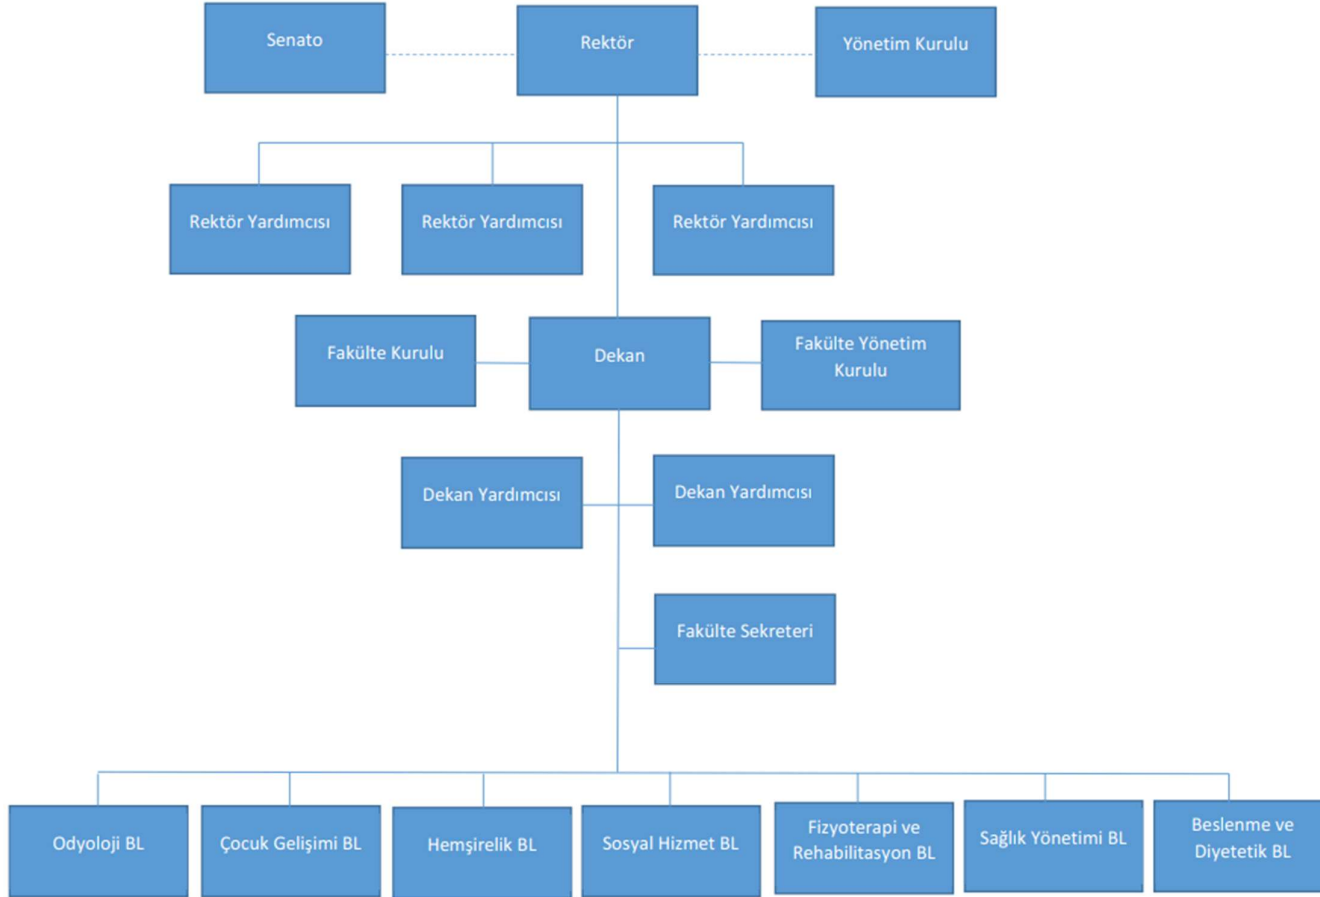 Senato
Rektör
Yönetim Kurulu
Rektör Yardımcısı
Rektör Yardımcısı
Rektör Yardımcısı
Fakülte Kurulu
Dekan
Fakülte Yönetim
Kurulu
Dekan Yardımcısı
Dekan Yardımcısı
Fakülte Sekreteri
Odyoloji BL
Çocuk Gelişimi BL
Hemşirelik BL
Sosyal Hizmet BL
Fizyoterapi ve
Rehabilitasyon BL
Sağlık Yönetimi BL
Beslenme ve
Diyetetik BL